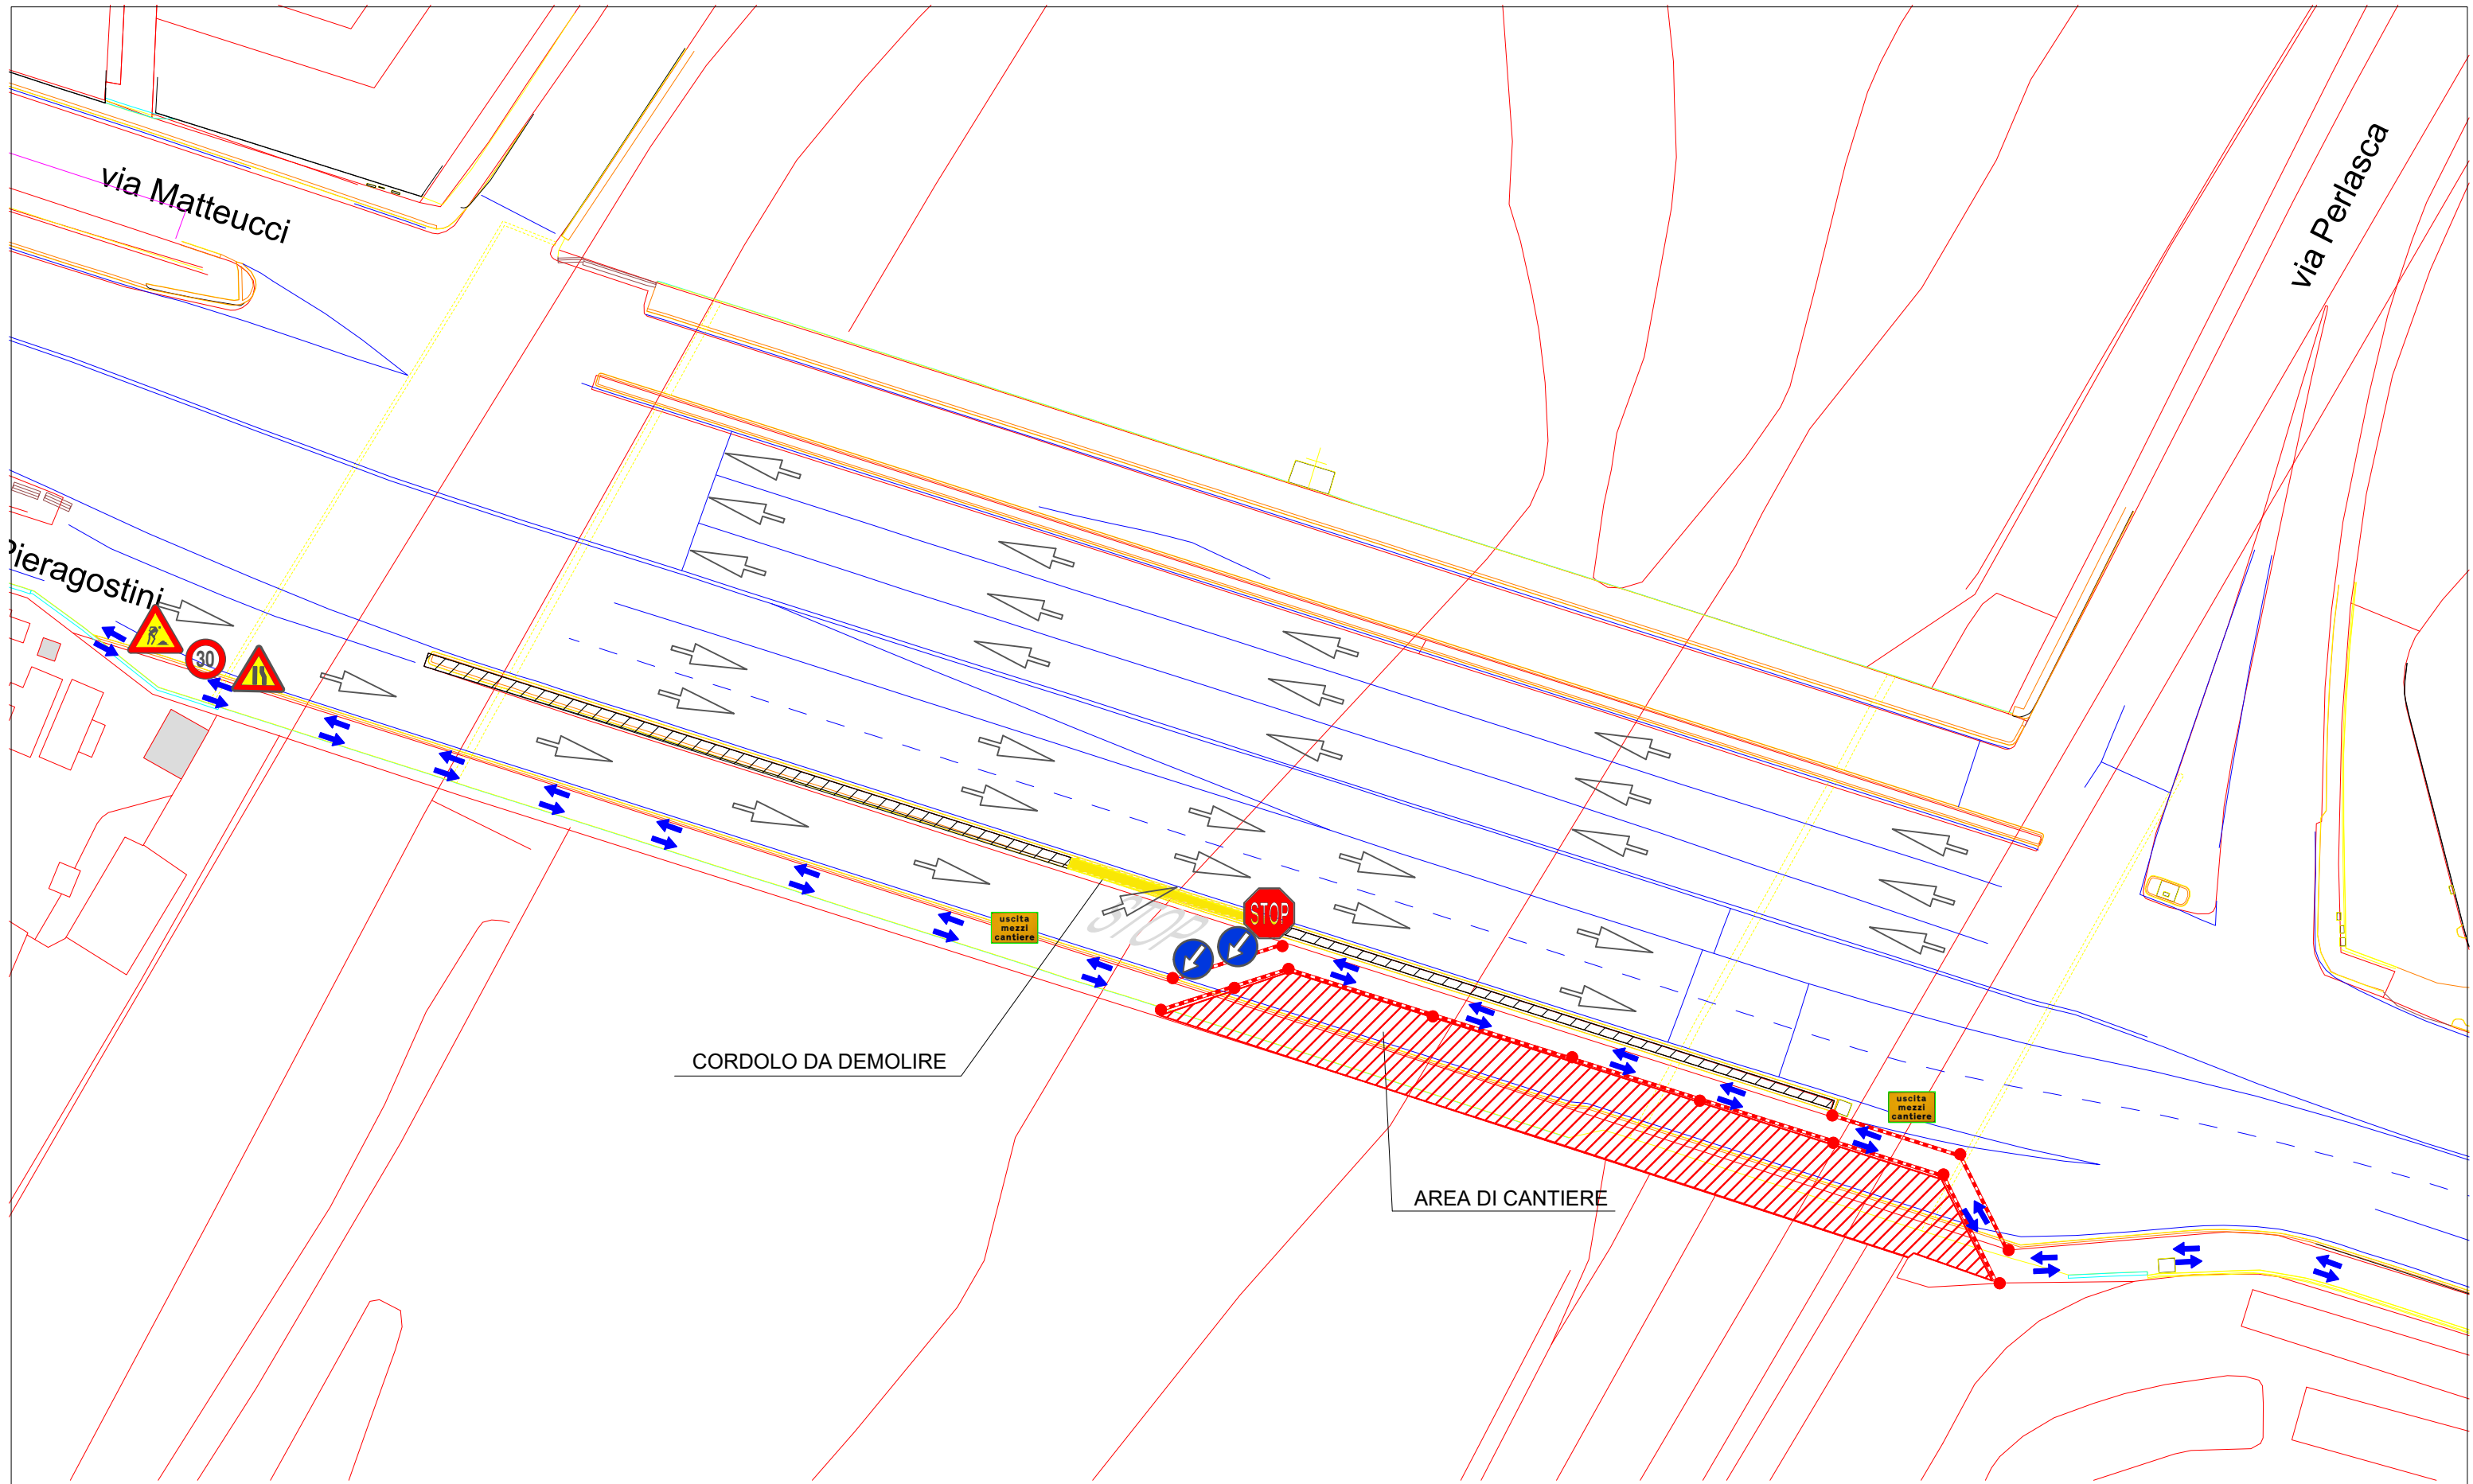 via Matteucci
via Perlasca
Pieragostini
30
uscita
mezzi
cantiere
STOP
STOP
CORDOLO DA DEMOLIRE
uscita
mezzi
cantiere
AREA DI CANTIERE